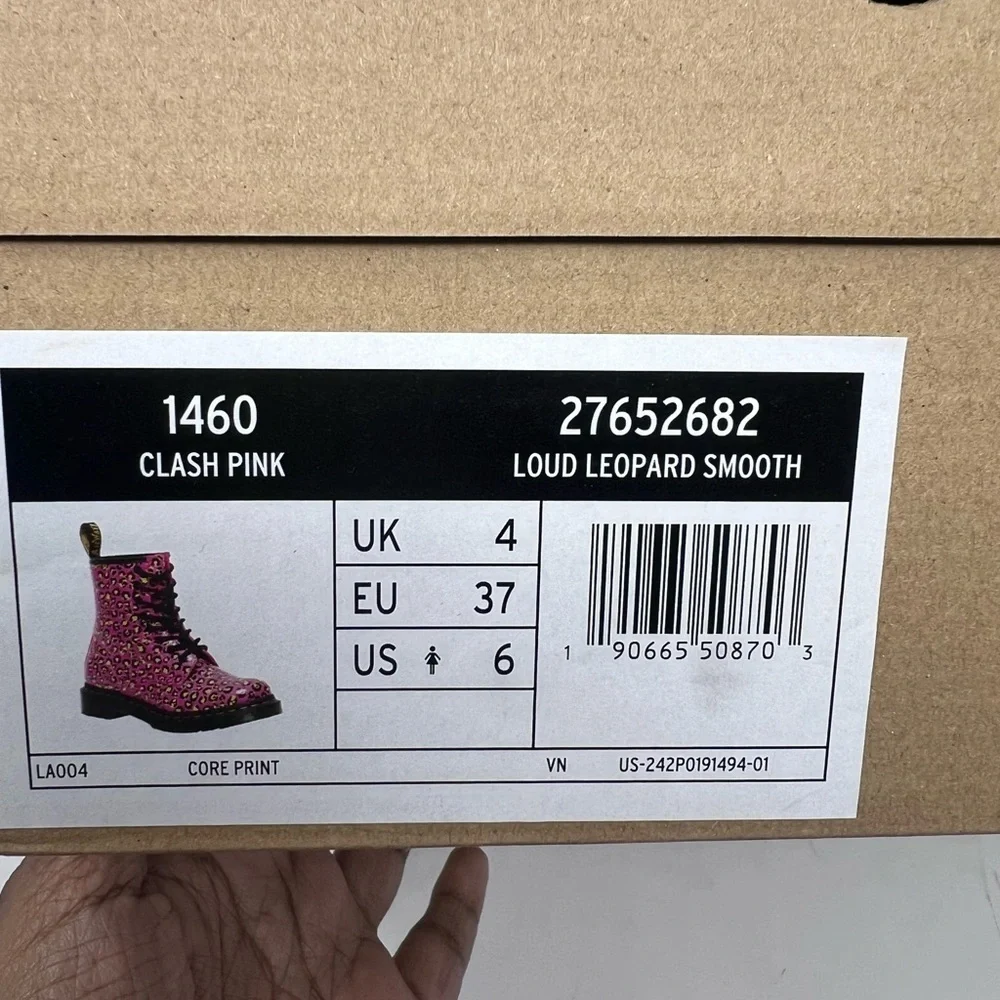 1460
CLASH PINK
27652682
LOUD LEOPARD SMOOTH
UK 4
EU 37
US 6
1 90665 50870 3
LA004 CORE PRINT VN US-242P0191494-01